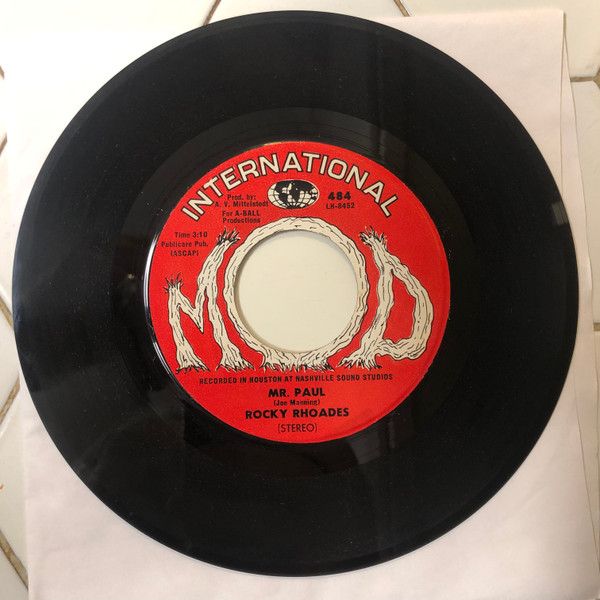 INTERNATIONAL
Prod. by:
A. V. Mittelstedt
For A-BALL
Productions
484
LH-8452
Time 3:10
Publicare Pub.
(ASCAP)
MOD
RECORDED IN HOUSTON AT NASHVILLE SOUND STUDIOS
MR. PAUL
(Joe Manning)
ROCKY RHOADES
(STEREO)